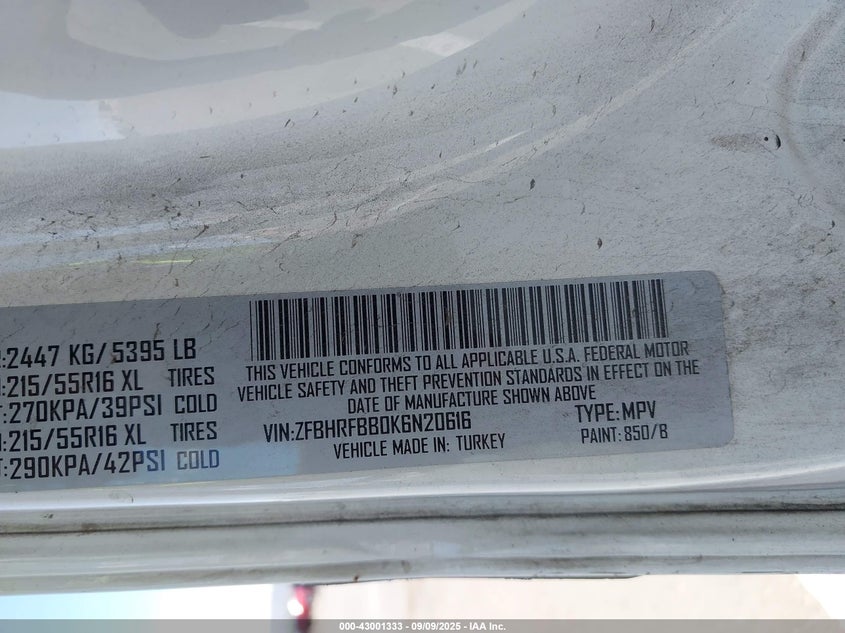 :2447 KG/ 5395 LB
:215/55R16 XL TIRES
T:270KPA/39PSI COLD
:215/55R16 XL TIRES
T:290KPA/42PSI COLD
THIS VEHICLE CONFORMS TO ALL APPLICABLE U.S.A. FEDERAL MOTOR
VEHICLE SAFETY AND THEFT PREVENTION STANDARDS IN EFFECT ON THE
DATE OF MANUFACTURE SHOWN ABOVE
VIN:ZFBHRFBB0K6N20616 TYPE:MPV
VEHICLE MADE IN: TURKEY PAINT: 850/B
000-43001333 - 09/09/2025 - IAA Inc.